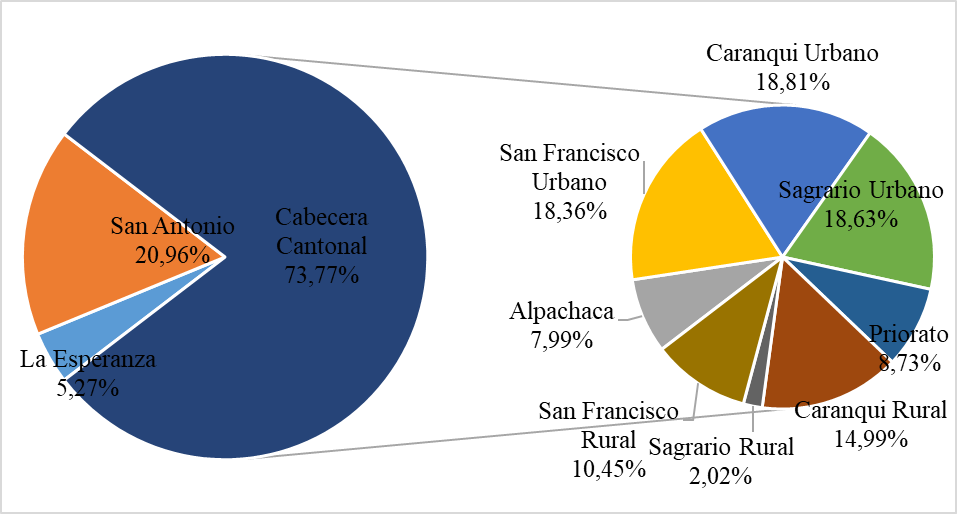 San Antonio
20,96%
Cabecera
Cantonal
73,77%
La Esperanza
5,27%
Caranqui Urbano
18,81%
San Francisco
Urbano
18,36%
Sagrario Urbano
18,63%
Alpachaca
7,99%
Priorato
8,73%
San Francisco
Rural
10,45%
Sagrario Rural
2,02%
Caranqui Rural
14,99%